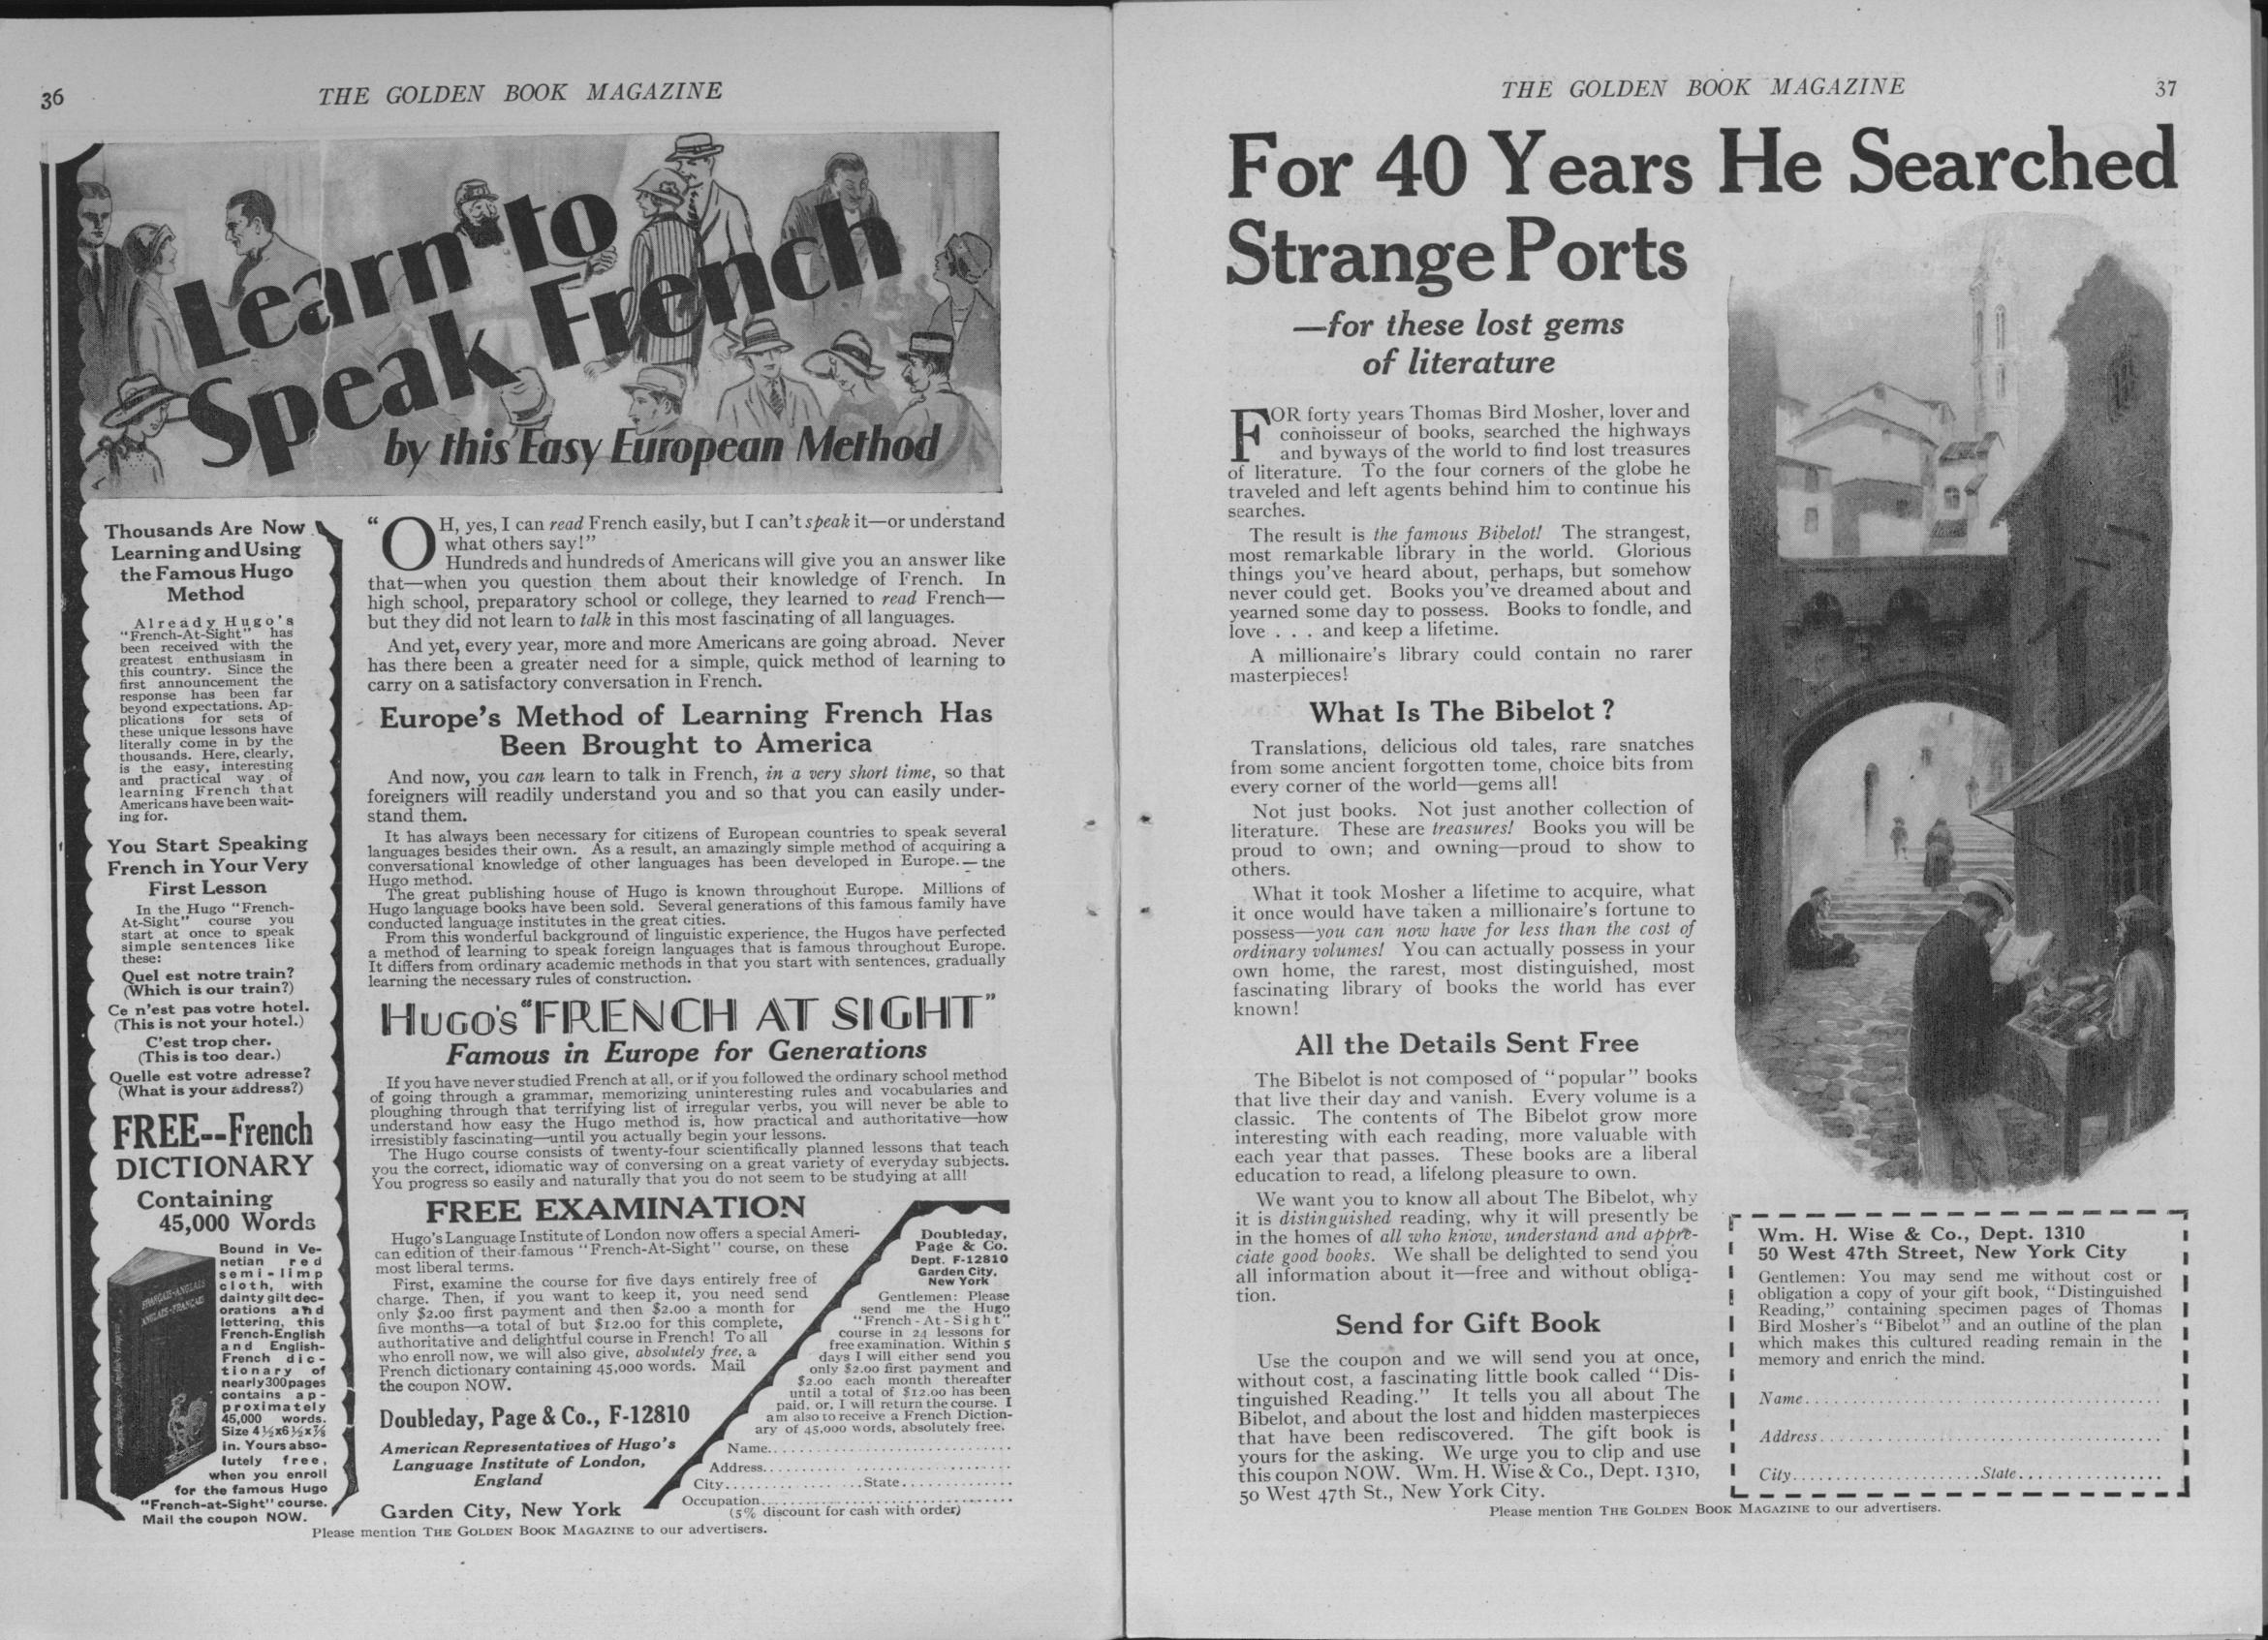 36
THE GOLDEN BOOK MAGAZINE
Learn to
Speak French
by this Easy European Method
Thousands Are Now
Learning and Using
the Famous Hugo
Method
Already Hugo's
"French-At-Sight" has
been received with the
greatest enthusiasm in
this country. Since the
first announcement the
response has been far
beyond expectations. Ap-
plications for sets of
these unique lessons have
literally come in by the
thousands. Here, clearly,
is the easy, interesting
and practical way of
learning French that
Americans have been wait-
ing for.
You Start Speaking
French in Your Very
First Lesson
In the Hugo "French-
At-Sight" course you
start at once to speak
simple sentences like
these:
Quel est notre train?
(Which is our train?)
Ce n'est pas votre hotel.
(This is not your hotel.)
C'est trop cher.
(This is too dear.)
Quelle est votre adresse?
(What is your address?)
FREE--French
DICTIONARY
Containing
45,000 Words
FRANÇAIS-ANGLAIS
ANGLAIS-FRANÇAIS
Bound in Ve-
netian red
semi-limp
cloth, with
dainty gilt dec-
orations and
lettering, this
French-English
and English-
French dic-
tionary of
nearly 300 pages
contains ap-
proximately
45,000 words.
Size 4½x6½x⅞
in. Yours abso-
lutely free,
when you enroll
for the famous Hugo
"French-at-Sight" course.
Mail the coupon NOW.
"OH, yes, I can read French easily, but I can't speak it—or understand
what others say!"
Hundreds and hundreds of Americans will give you an answer like
that—when you question them about their knowledge of French. In
high school, preparatory school or college, they learned to read French—
but they did not learn to talk in this most fascinating of all languages.
And yet, every year, more and more Americans are going abroad. Never
has there been a greater need for a simple, quick method of learning to
carry on a satisfactory conversation in French.
Europe's Method of Learning French Has
Been Brought to America
And now, you can learn to talk in French, in a very short time, so that
foreigners will readily understand you and so that you can easily under-
stand them.
It has always been necessary for citizens of European countries to speak several
languages besides their own. As a result, an amazingly simple method of acquiring a
conversational knowledge of other languages has been developed in Europe.—the
Hugo method.
The great publishing house of Hugo is known throughout Europe. Millions of
Hugo language books have been sold. Several generations of this famous family have
conducted language institutes in the great cities.
From this wonderful background of linguistic experience, the Hugos have perfected
a method of learning to speak foreign languages that is famous throughout Europe.
It differs from ordinary academic methods in that you start with sentences, gradually
learning the necessary rules of construction.
HUGO'S "FRENCH AT SIGHT"
Famous in Europe for Generations
If you have never studied French at all, or if you followed the ordinary school method
of going through a grammar, memorizing uninteresting rules and vocabularies and
ploughing through that terrifying list of irregular verbs, you will never be able to
understand how easy the Hugo method is, how practical and authoritative—how
irresistibly fascinating—until you actually begin your lessons.
The Hugo course consists of twenty-four scientifically planned lessons that teach
you the correct, idiomatic way of conversing on a great variety of everyday subjects.
You progress so easily and naturally that you do not seem to be studying at all!
FREE EXAMINATION
Hugo's Language Institute of London now offers a special Ameri-
can edition of their famous "French-At-Sight" course, on these
most liberal terms.
First, examine the course for five days entirely free of
charge. Then, if you want to keep it, you need send
only $2.00 first payment and then $2.00 a month for
five months—a total of but $12.00 for this complete,
authoritative and delightful course in French! To all
who enroll now, we will also give, absolutely free, a
French dictionary containing 45,000 words. Mail
the coupon NOW.
Doubleday, Page & Co., F-12810
American Representatives of Hugo's
Language Institute of London,
England
Garden City, New York
Doubleday,
Page & Co.
Dept. F-12810
Garden City,
New York
Gentlemen: Please
send me the Hugo
"French-At-Sight"
course in 24 lessons for
free examination. Within 5
days I will either send you
only $2.00 first payment and
$2.00 each month thereafter
until a total of $12.00 has been
paid, or, I will return the course. I
am also to receive a French Diction-
ary of 45,000 words, absolutely free.
Name
Address
City State
Occupation
(5% discount for cash with order)
Please mention THE GOLDEN BOOK MAGAZINE to our advertisers.
THE GOLDEN BOOK MAGAZINE
37
For 40 Years He Searched
Strange Ports
—for these lost gems
of literature
FOR forty years Thomas Bird Mosher, lover and
connoisseur of books, searched the highways
and byways of the world to find lost treasures
of literature. To the four corners of the globe he
traveled and left agents behind him to continue his
searches.
The result is the famous Bibelot! The strangest,
most remarkable library in the world. Glorious
things you've heard about, perhaps, but somehow
never could get. Books you've dreamed about and
yearned some day to possess. Books to fondle, and
love . . . and keep a lifetime.
A millionaire's library could contain no rarer
masterpieces!
What Is The Bibelot?
Translations, delicious old tales, rare snatches
from some ancient forgotten tome, choice bits from
every corner of the world—gems all!
Not just books. Not just another collection of
literature. These are treasures! Books you will be
proud to own; and owning—proud to show to
others.
What it took Mosher a lifetime to acquire, what
it once would have taken a millionaire's fortune to
possess—you can now have for less than the cost of
ordinary volumes! You can actually possess in your
own home, the rarest, most distinguished, most
fascinating library of books the world has ever
known!
All the Details Sent Free
The Bibelot is not composed of "popular" books
that live their day and vanish. Every volume is a
classic. The contents of The Bibelot grow more
interesting with each reading, more valuable with
each year that passes. These books are a liberal
education to read, a lifelong pleasure to own.
We want you to know all about The Bibelot, why
it is distinguished reading, why it will presently be
in the homes of all who know, understand and appre-
ciate good books. We shall be delighted to send you
all information about it—free and without obliga-
tion.
Send for Gift Book
Use the coupon and we will send you at once,
without cost, a fascinating little book called "Dis-
tinguished Reading." It tells you all about The
Bibelot, and about the lost and hidden masterpieces
that have been rediscovered. The gift book is
yours for the asking. We urge you to clip and use
this coupon NOW. Wm. H. Wise & Co., Dept. 1310,
50 West 47th St., New York City.
Wm. H. Wise & Co., Dept. 1310
50 West 47th Street, New York City
Gentlemen: You may send me without cost or
obligation a copy of your gift book, "Distinguished
Reading," containing specimen pages of Thomas
Bird Mosher's "Bibelot" and an outline of the plan
which makes this cultured reading remain in the
memory and enrich the mind.
Name
Address
City State
Please mention THE GOLDEN BOOK MAGAZINE to our advertisers.